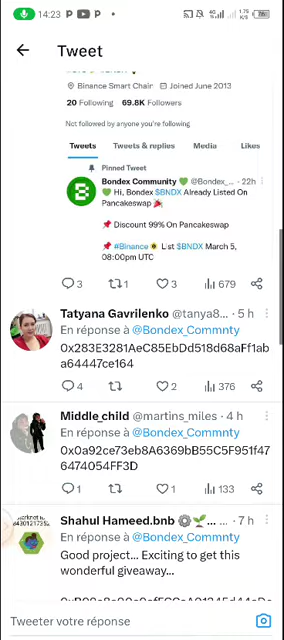 14:23 P P •
1.75 K/S
Tweet
Binance Smart Chain Joined June 2013
20 Following 69.8K Followers
Not followed by anyone you're following
Tweets Tweets & replies Media Likes
Pinned Tweet
Bondex Community 💚 @Bondex_... · 22h
💚 Hi, Bondex $BNDX Already Listed On
Pancakeswap 🎉
📌 Discount 99% On Pancakeswap
📌 #Binance List $BNDX March 5,
08:00pm UTC
3 1 3 679
Tatyana Gavrilenko @tanya8... · 5 h
En réponse à @Bondex_Commnty
0x283E3281AeC85EbDd518d68aFf1ab
a64447ce164
4 2 376
Middle_child @martins_miles · 4 h
En réponse à @Bondex_Commnty
0x0a92ce73eb8A6369bB55C5F951f47
6474054FF3D
1 1 133
Shahul Hameed.bnb ⚙️🌱... ... · 7 h
En réponse à @Bondex_Commnty
Good project... Exciting to get this
wonderful giveaway...
Tweeter votre réponse